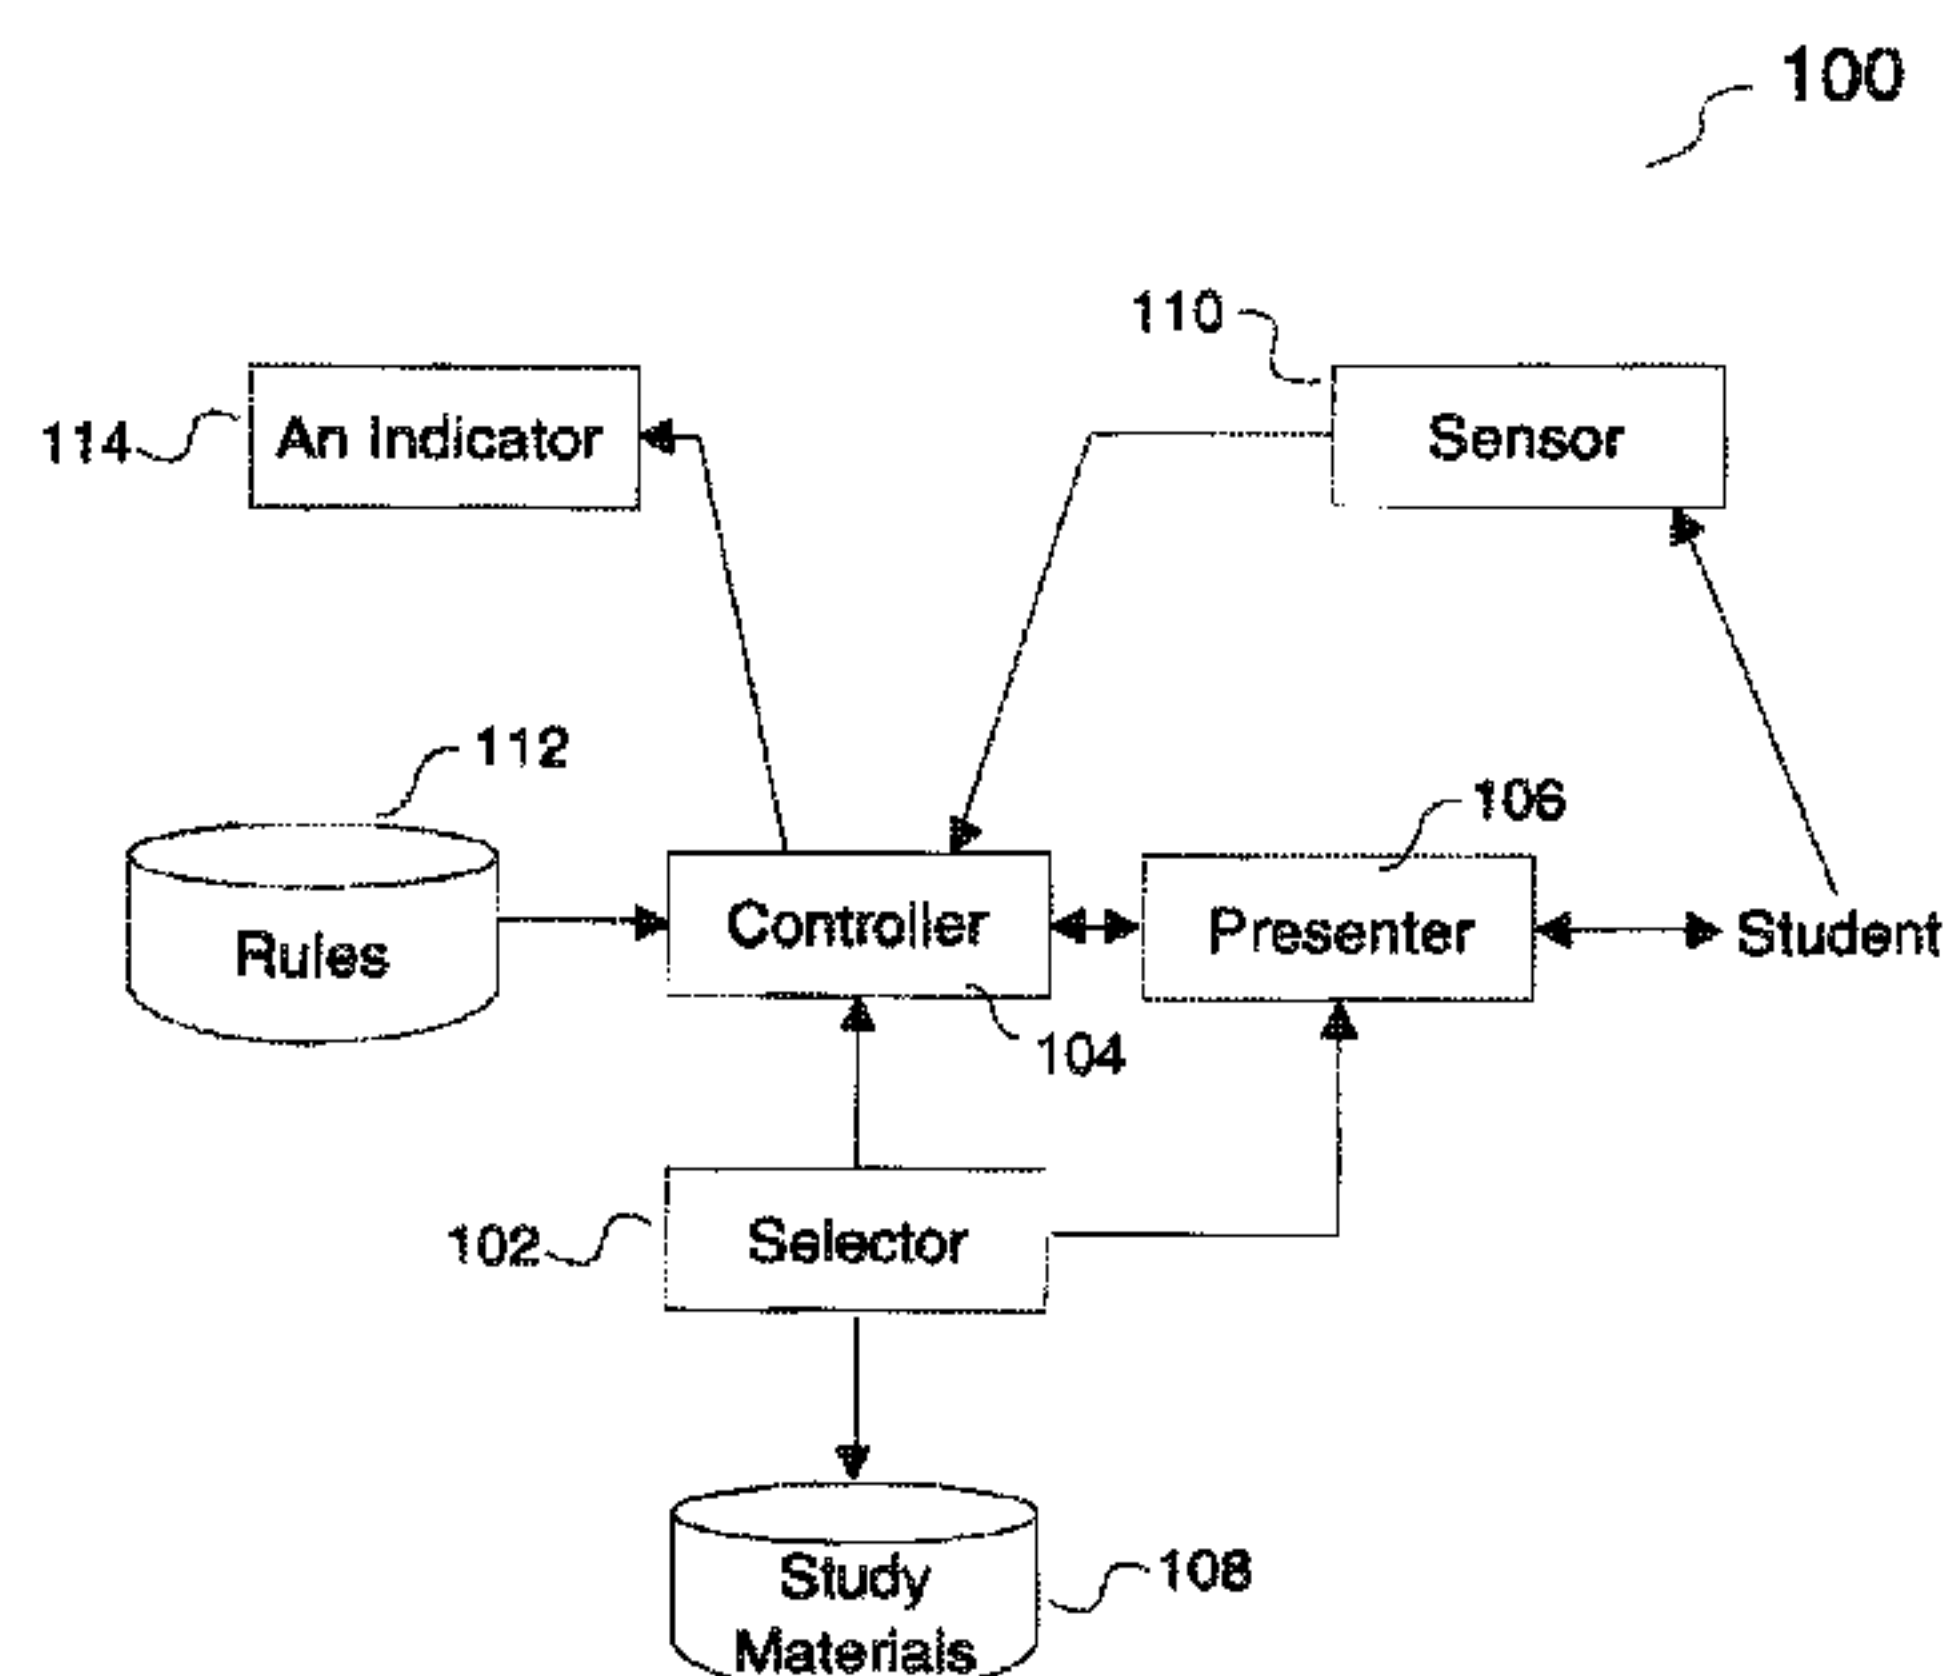 100
110
An Indicator
Sensor
114
112
106
Rules
Controller
Presenter
Student
104
102
Selector
Study
Materials
108